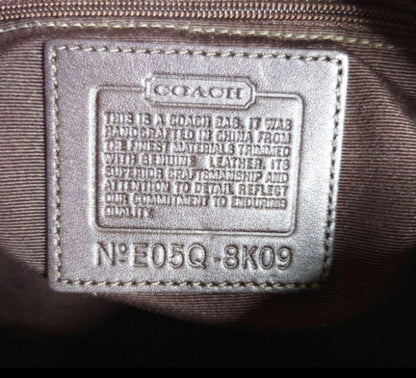 COACH
THIS IS A COACH BAG. IT WAS
HANDCRAFTED IN CHINA FROM
THE FINEST MATERIALS TRIMMED
WITH GENUINE LEATHER. ITS
SUPERIOR CRAFTSMANSHIP AND
ATTENTION TO DETAIL REFLECT
OUR COMMITMENT TO ENDURING
QUALITY.
Nº E05Q-8K09